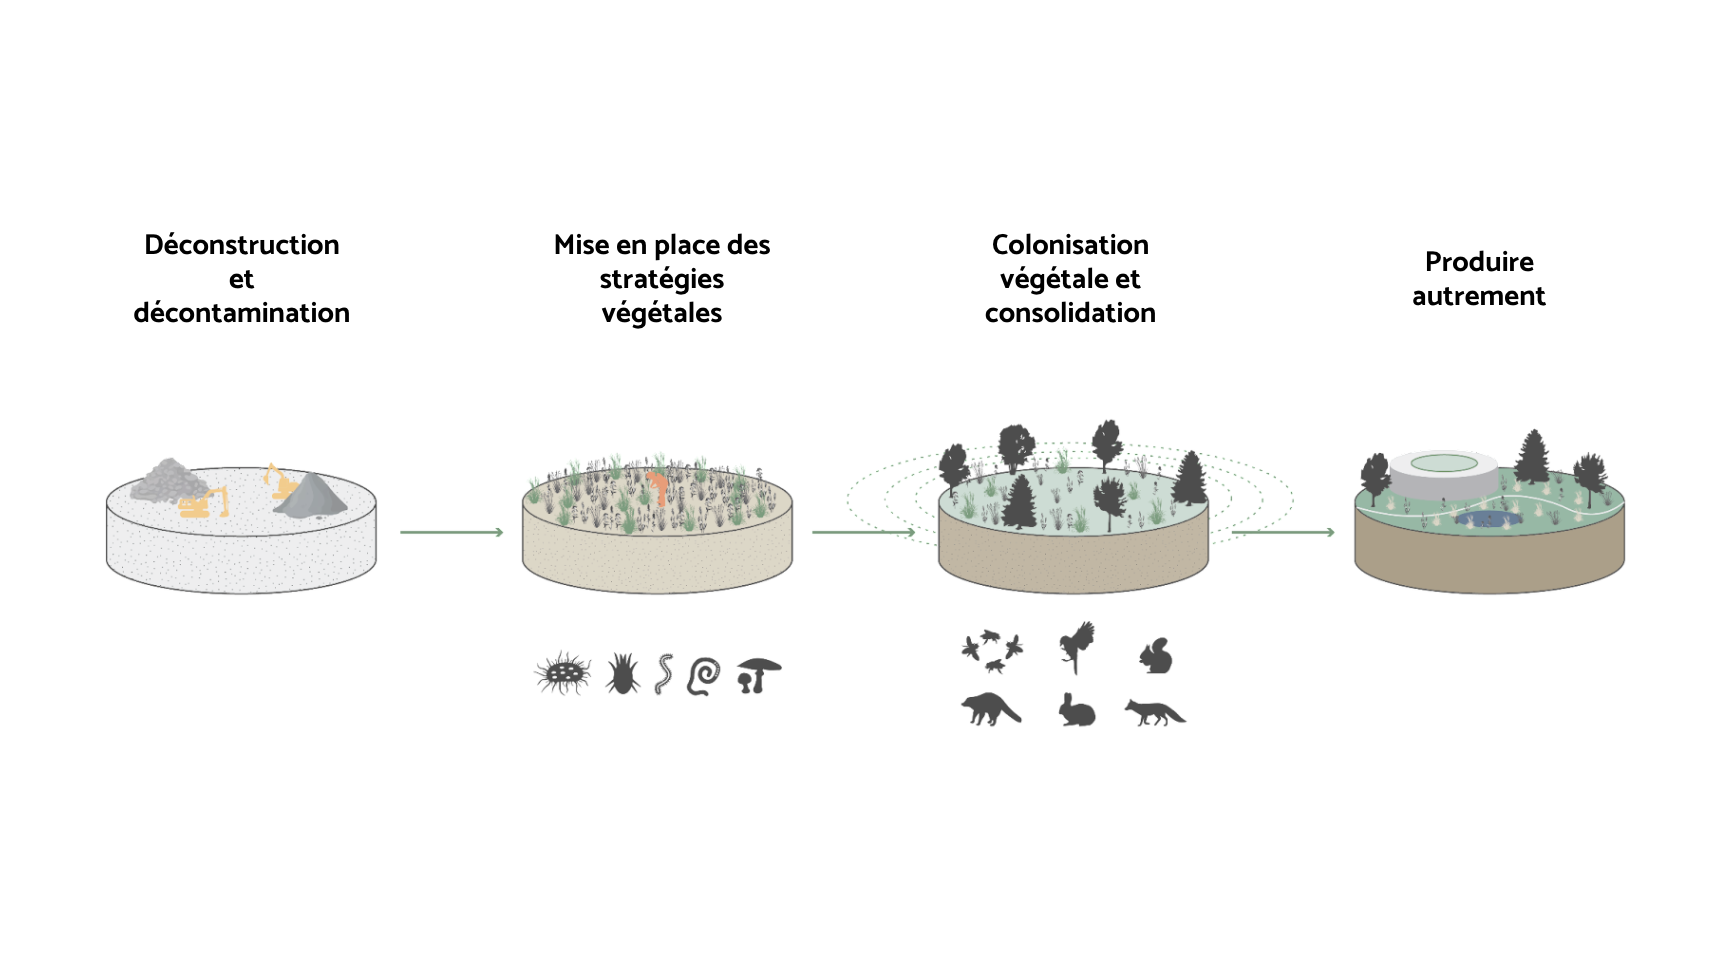 Déconstruction
et
décontamination
Mise en place des
stratégies
végétales
Colonisation
végétale et
consolidation
Produire
autrement